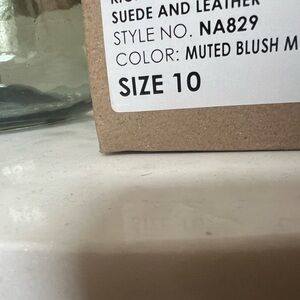 SUEDE AND LEATHER
STYLE NO. NA829
COLOR: MUTED BLUSH M
SIZE 10